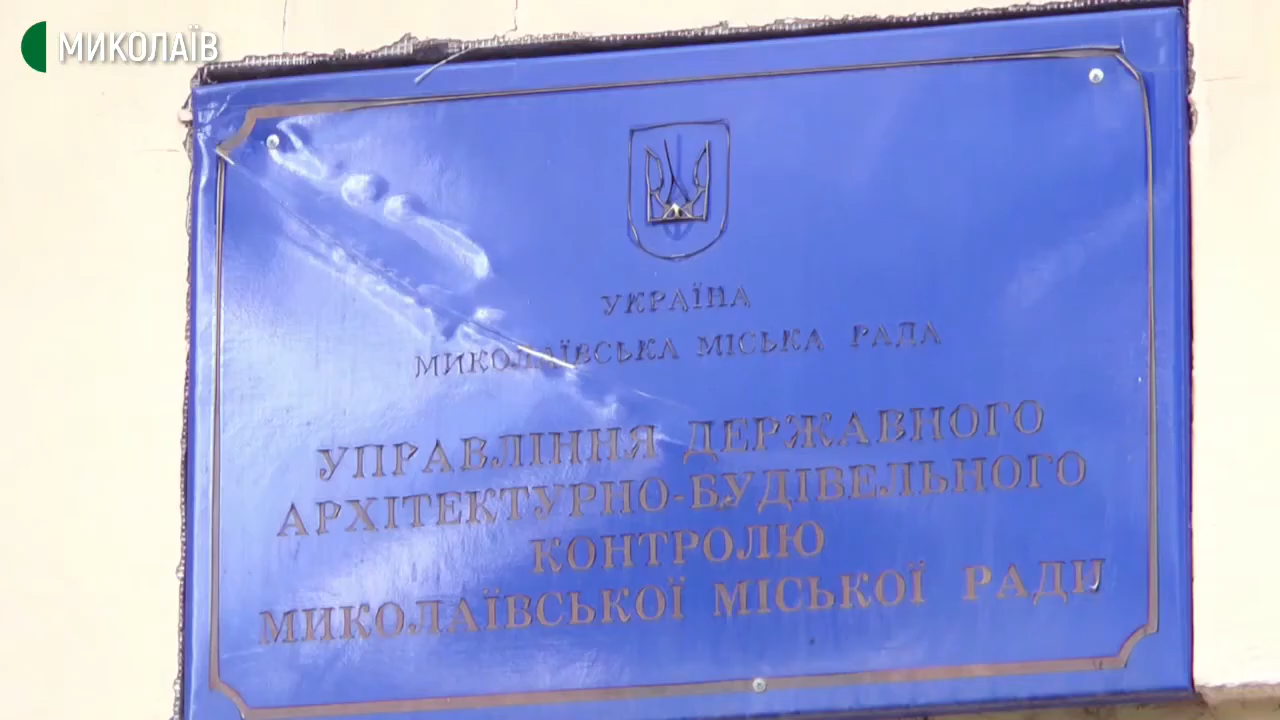 МИКОЛАЇВ
УКРАЇНА
МИКОЛАЇВСЬКА МІСЬКА РАДА
УПРАВЛІННЯ ДЕРЖАВНОГО
АРХІТЕКТУРНО-БУДІВЕЛЬНОГО
КОНТРОЛЮ
МИКОЛАЇВСЬКОЇ МІСЬКОЇ РАДИ